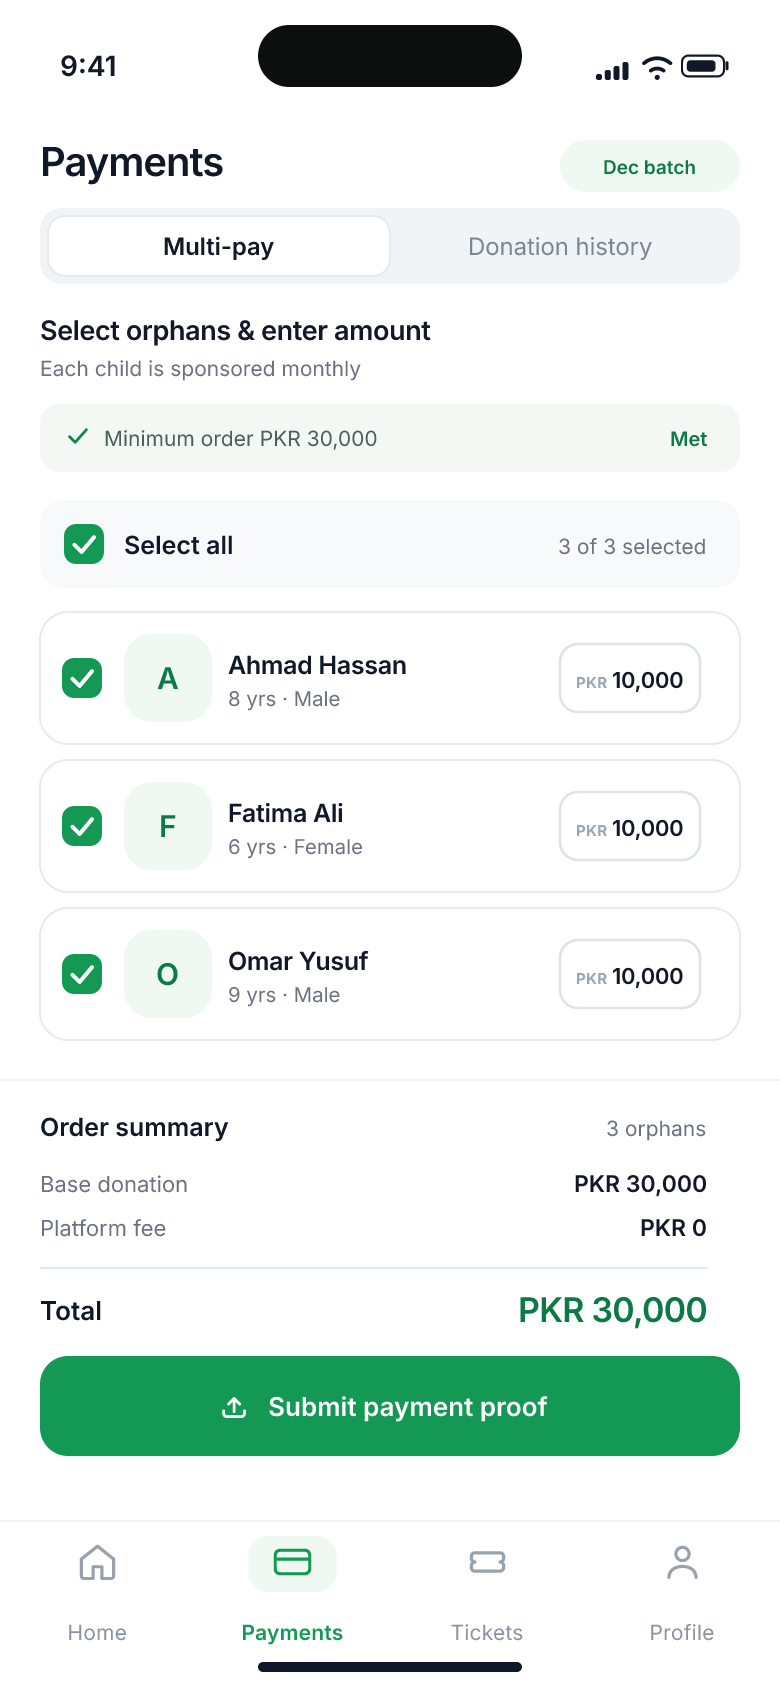 9:41
Payments
Dec batch
Multi-pay
Donation history
Select orphans & enter amount
Each child is sponsored monthly
Minimum order PKR 30,000
Met
Select all
3 of 3 selected
A
Ahmad Hassan
8 yrs · Male
PKR 10,000
F
Fatima Ali
6 yrs · Female
PKR 10,000
O
Omar Yusuf
9 yrs · Male
PKR 10,000
Order summary
3 orphans
Base donation
PKR 30,000
Platform fee
PKR 0
Total
PKR 30,000
Submit payment proof
Home
Payments
Tickets
Profile